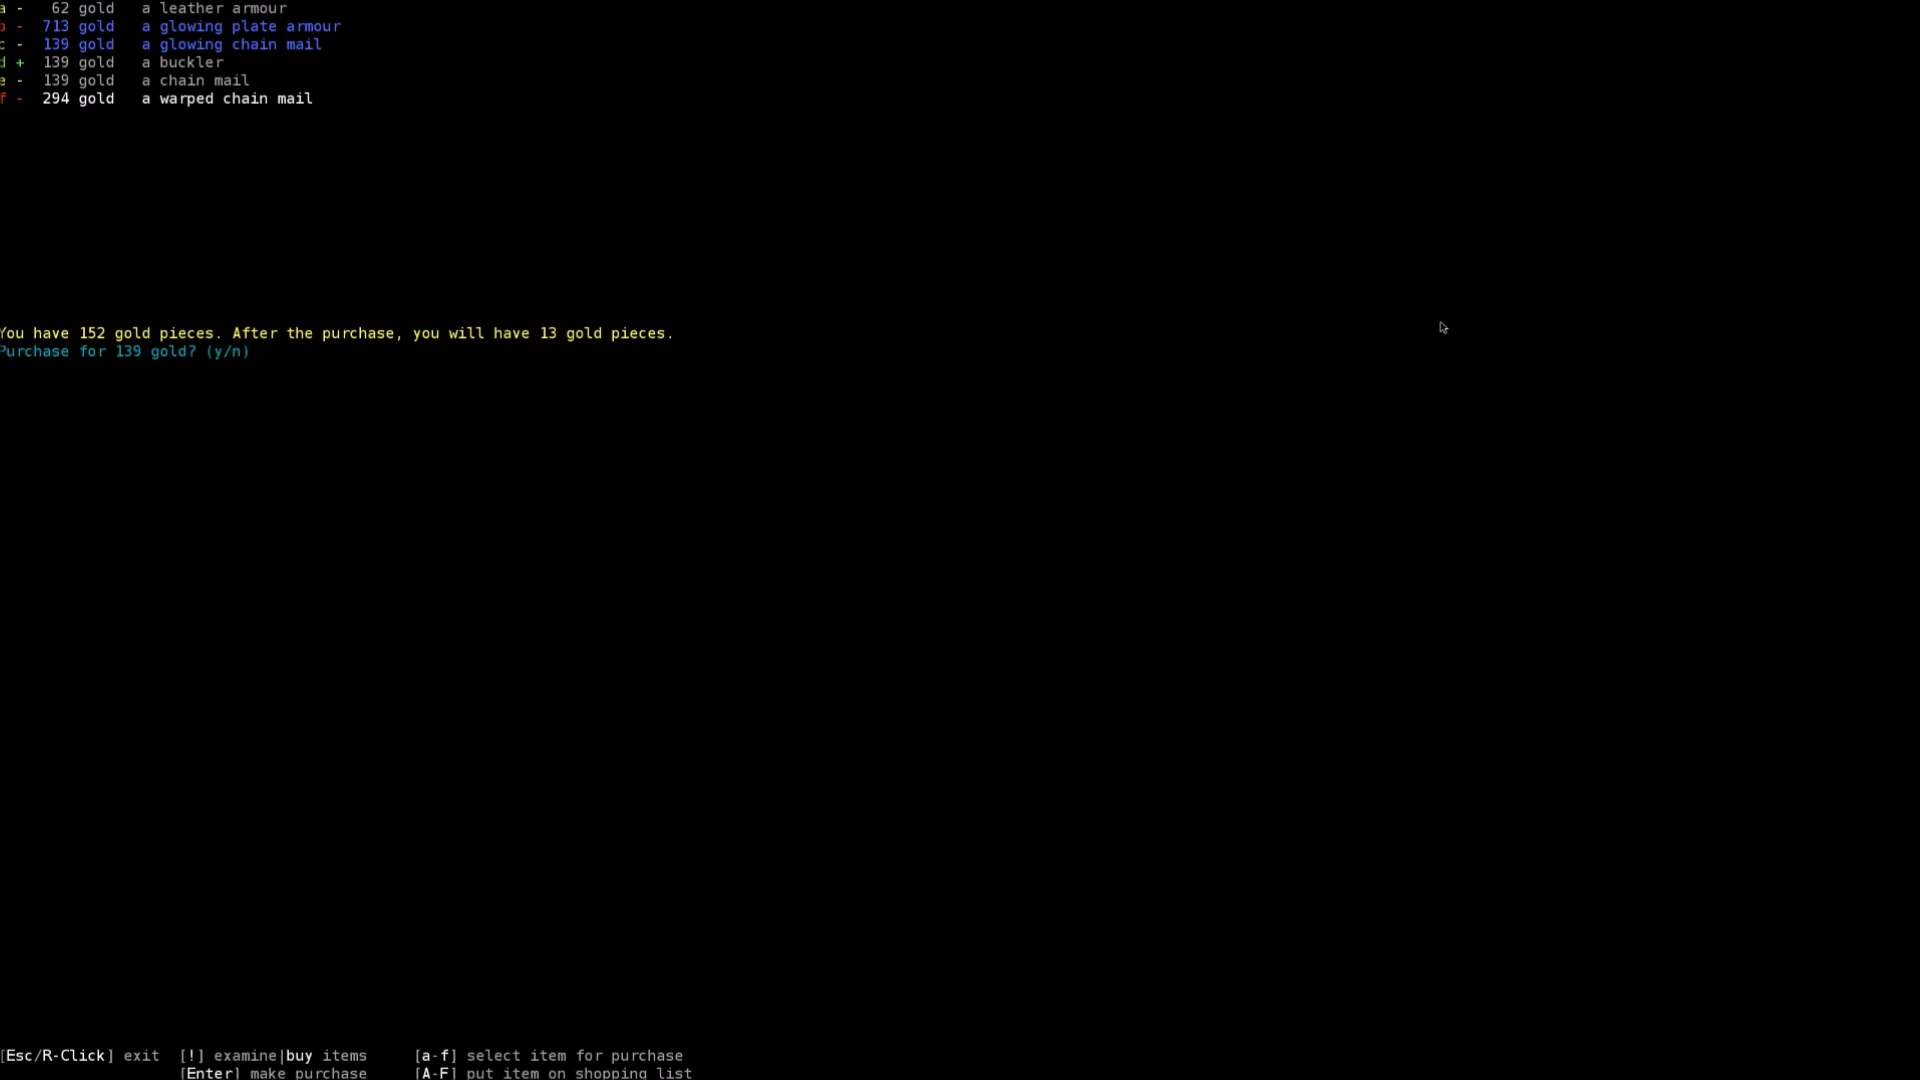 a -   62 gold   a leather armour
b -  713 gold   a glowing plate armour
c -  139 gold   a glowing chain mail
d +  139 gold   a buckler
e -  139 gold   a chain mail
f -  294 gold   a warped chain mail
You have 152 gold pieces. After the purchase, you will have 13 gold pieces.
Purchase for 139 gold? (y/n)
[Esc/R-Click] exit  [!] examine|buy items     [a-f] select item for purchase
[Enter] make purchase     [A-F] put item on shopping list